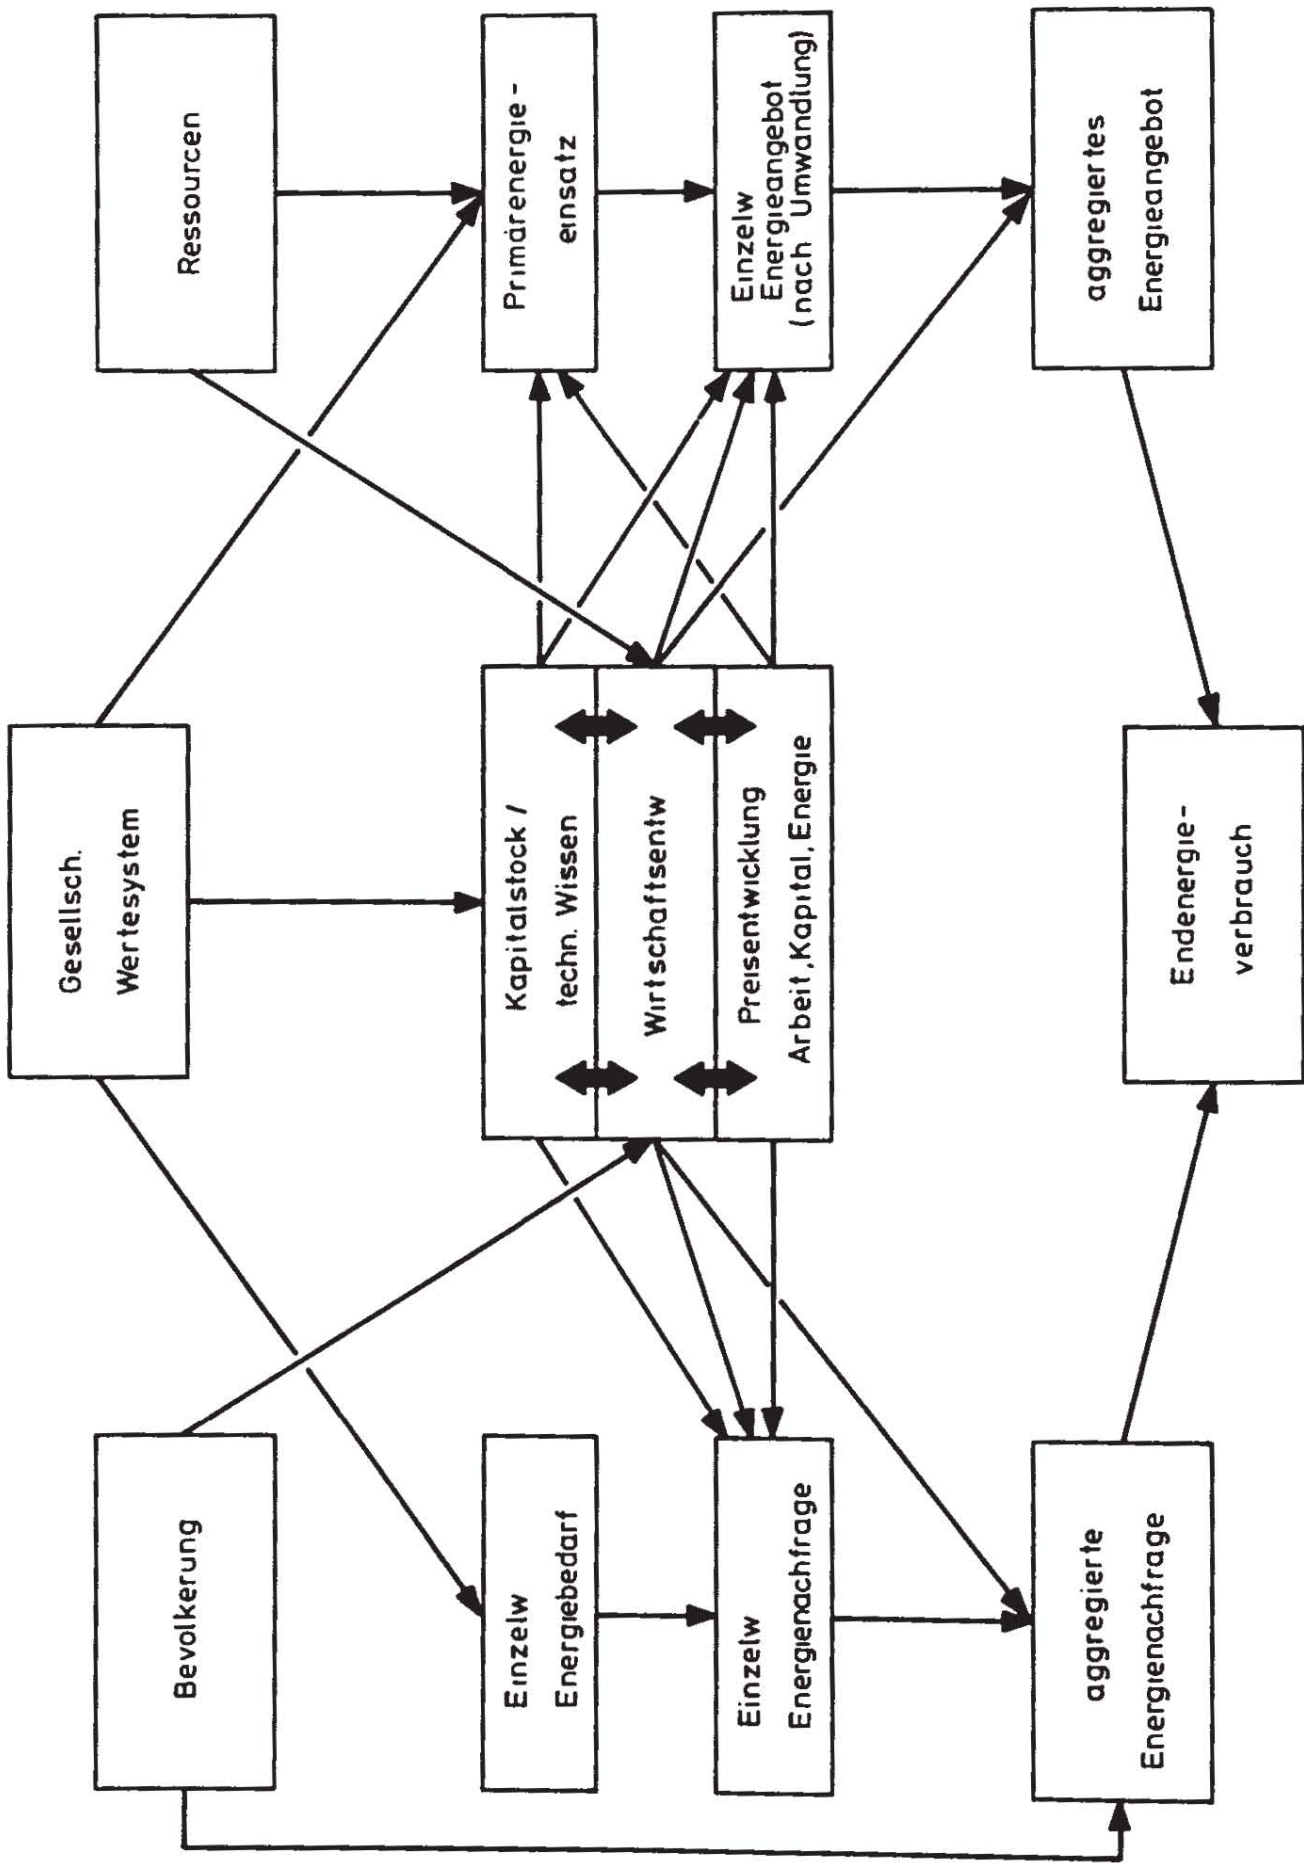 Gesellsch.
Wertesystem
Bevolkerung
Ressourcen
Einzelw
Energiebedarf
Kapitalstock /
techn. Wissen
Primärenergie -
einsatz
Wirtschaftsentw
Einzelw
Energienachfrage
Preisentwicklung
Arbeit, Kapital, Energie
Einzelw
Energieangebot
(nach Umwandlung)
aggregierte
Energienachfrage
aggregiertes
Energieangebot
Endenergie-
verbrauch